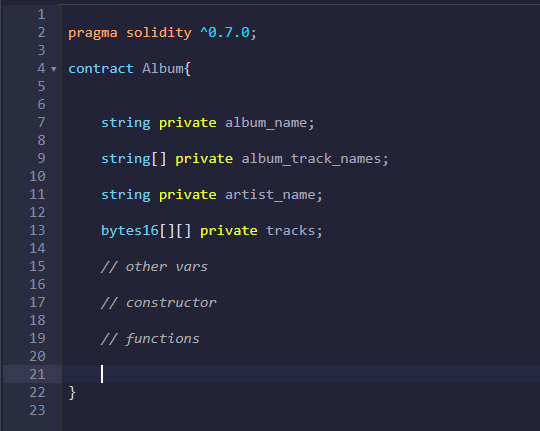 1
2 pragma solidity ^0.7.0;
3
4 contract Album{
5
6
7 string private album_name;
8
9 string[] private album_track_names;
10
11 string private artist_name;
12
13 bytes16[][] private tracks;
14
15 // other vars
16
17 // constructor
18
19 // functions
20
21
22 }
23